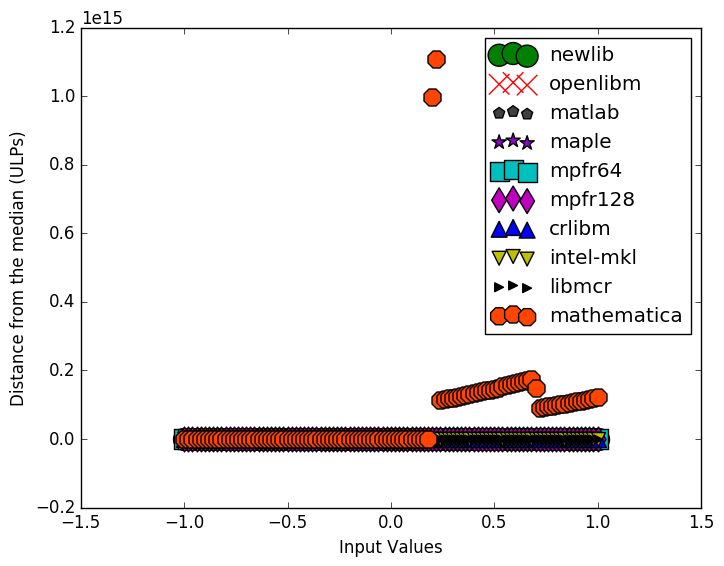 1e15
1.2
1.0
0.8
0.6
0.4
0.2
0.0
−0.2
−1.5
−1.0
−0.5
0.0
0.5
1.0
1.5
Distance from the median (ULPs)
Input Values
newlib
openlibm
matlab
maple
mpfr64
mpfr128
crlibm
intel-mkl
libmcr
mathematica